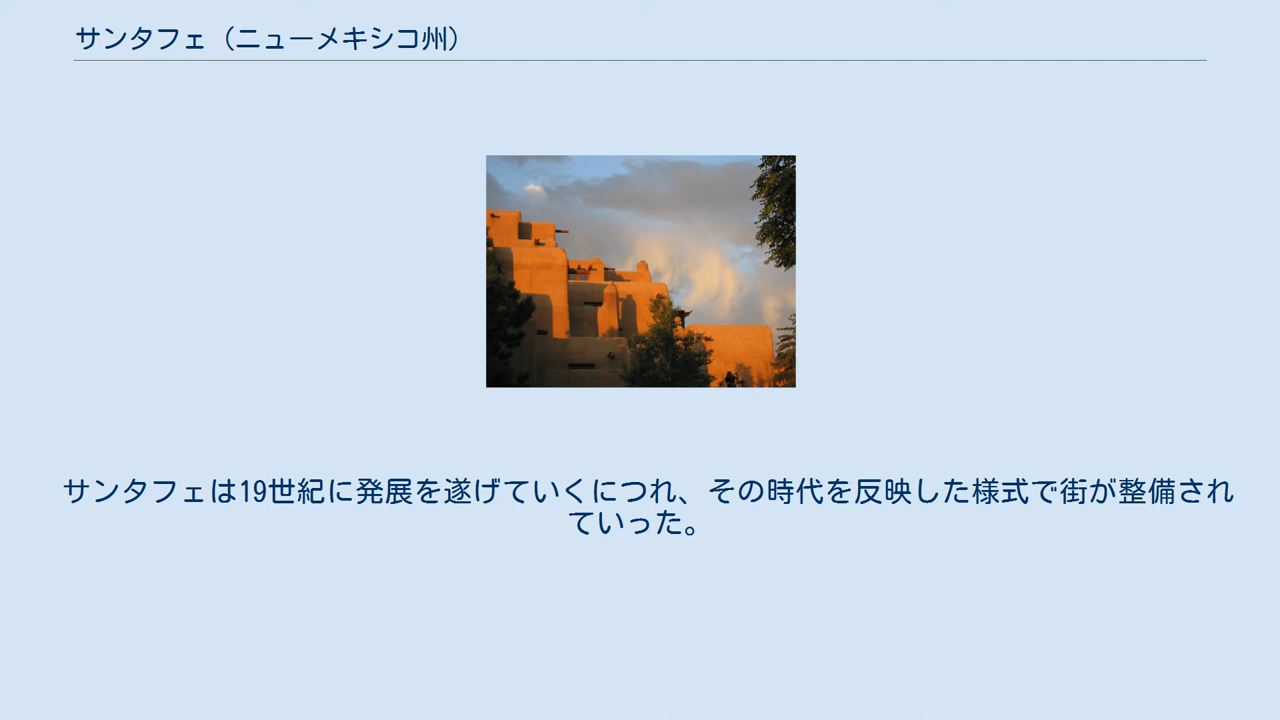 サンタフェ（ニューメキシコ州）
サンタフェは19世紀に発展を遂げていくにつれ、その時代を反映した様式で街が整備され
ていった。